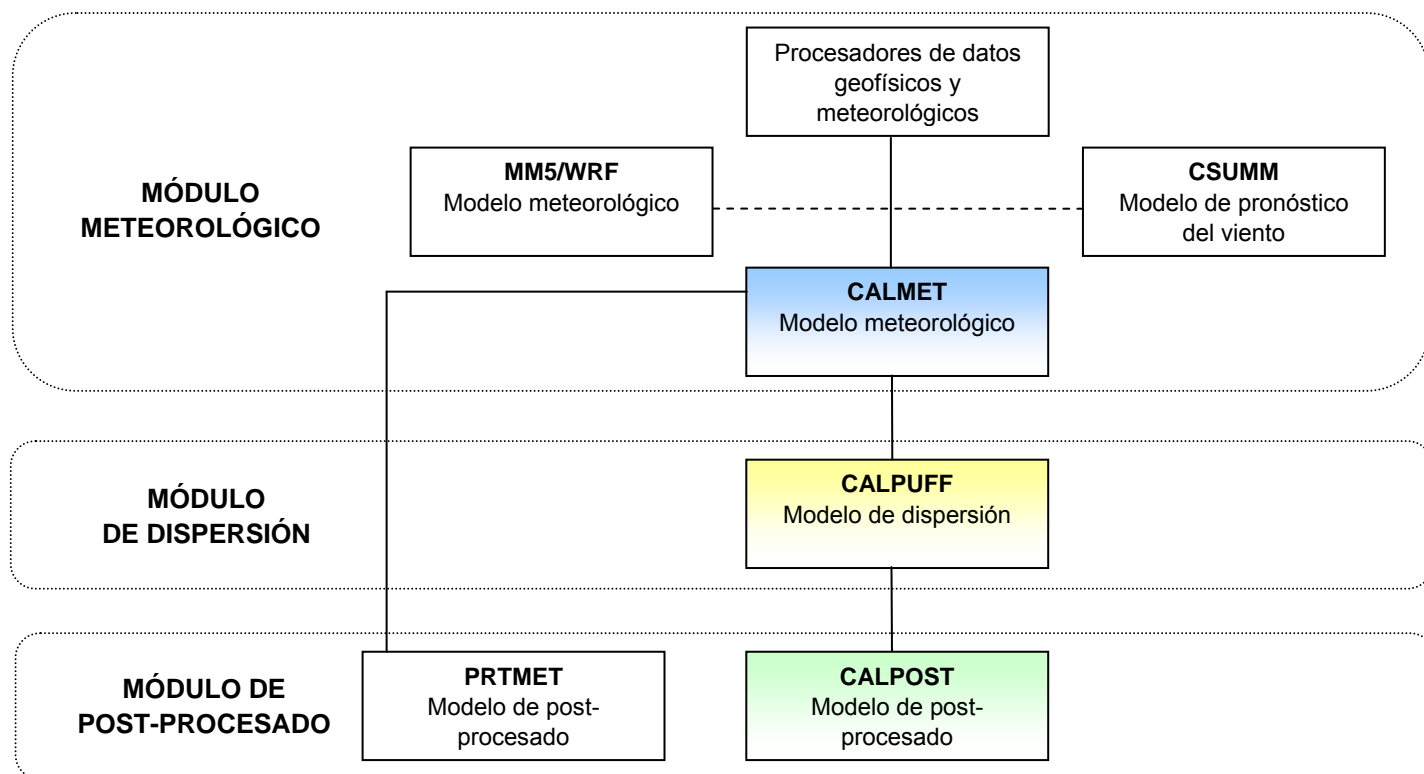 Procesadores de datos
geofísicos y
meteorológicos
MÓDULO
METEOROLÓGICO
MM5/WRF
Modelo meteorológico
CSUMM
Modelo de pronóstico
del viento
CALMET
Modelo meteorológico
MÓDULO
DE DISPERSIÓN
CALPUFF
Modelo de dispersión
MÓDULO DE
POST-PROCESADO
PRTMET
Modelo de post-
procesado
CALPOST
Modelo de post-
procesado